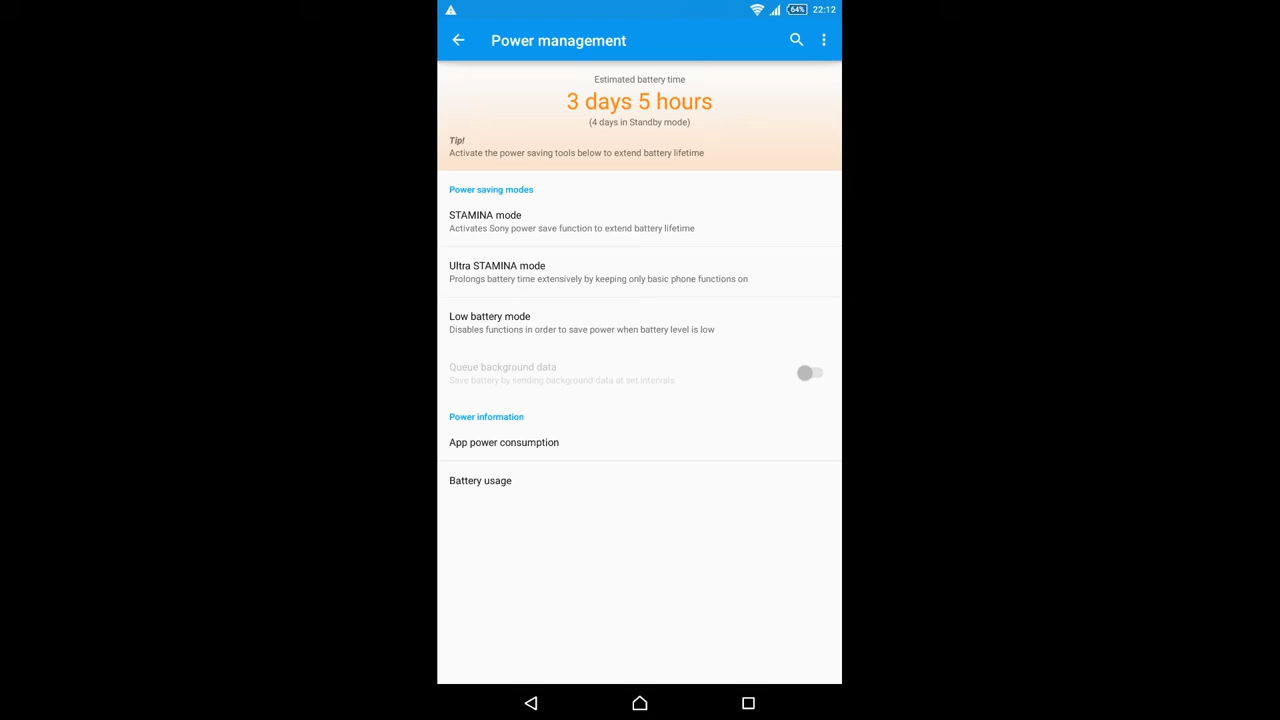 64% 22:12
Power management
Estimated battery time
3 days 5 hours
(4 days in Standby mode)
Tip!
Activate the power saving tools below to extend battery lifetime
Power saving modes
STAMINA mode
Activates Sony power save function to extend battery lifetime
Ultra STAMINA mode
Prolongs battery time extensively by keeping only basic phone functions on
Low battery mode
Disables functions in order to save power when battery level is low
Queue background data
Save battery by sending background data at set intervals
Power information
App power consumption
Battery usage